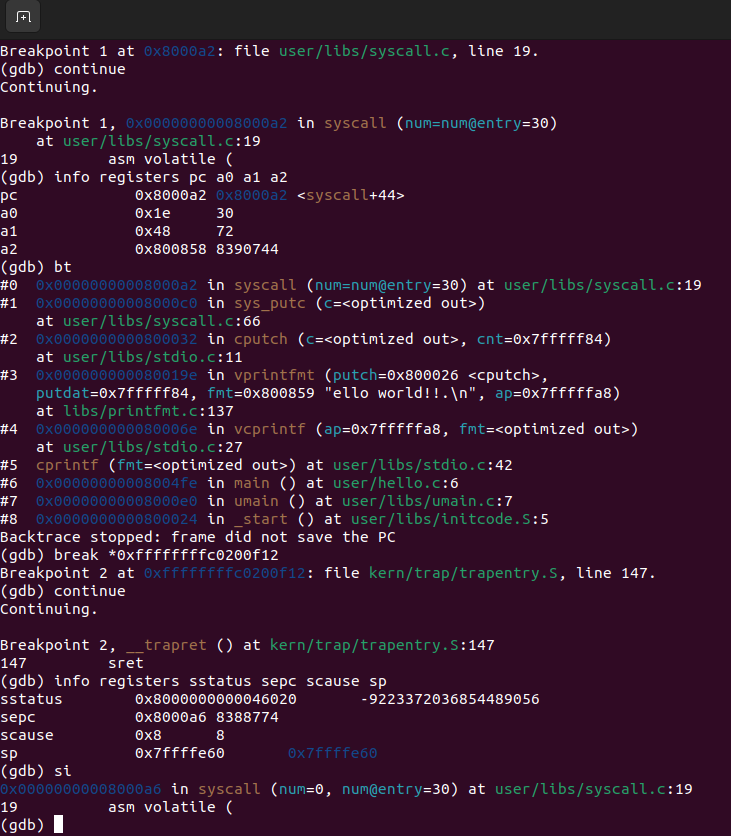 Breakpoint 1 at 0x8000a2: file user/libs/syscall.c, line 19.
(gdb) continue
Continuing.
Breakpoint 1, 0x00000000008000a2 in syscall (num=num@entry=30)
at user/libs/syscall.c:19
19 asm volatile (
(gdb) info registers pc a0 a1 a2
pc 0x8000a2 0x8000a2 <syscall+44>
a0 0x1e 30
a1 0x48 72
a2 0x800858 8390744
(gdb) bt
#0 0x00000000008000a2 in syscall (num=num@entry=30) at user/libs/syscall.c:19
#1 0x00000000008000c0 in sys_putc (c=<optimized out>)
at user/libs/syscall.c:66
#2 0x0000000000800032 in cputch (c=<optimized out>, cnt=0x7fffff84)
at user/libs/stdio.c:11
#3 0x000000000080019e in vprintfmt (putch=0x800026 <cputch>,
putdat=0x7fffff84, fmt=0x800859 "ello world!!.\n", ap=0x7fffffa8)
at libs/printfmt.c:137
#4 0x000000000080006e in vcprintf (ap=0x7fffffa8, fmt=<optimized out>)
at user/libs/stdio.c:27
#5 cprintf (fmt=<optimized out>) at user/libs/stdio.c:42
#6 0x00000000008004fe in main () at user/hello.c:6
#7 0x00000000008000e0 in umain () at user/libs/umain.c:7
#8 0x0000000000800024 in _start () at user/libs/initcode.S:5
Backtrace stopped: frame did not save the PC
(gdb) break *0xffffffffc0200f12
Breakpoint 2 at 0xffffffffc0200f12: file kern/trap/trapentry.S, line 147.
(gdb) continue
Continuing.
Breakpoint 2, __trapret () at kern/trap/trapentry.S:147
147 sret
(gdb) info registers sstatus sepc scause sp
sstatus 0x8000000000046020 -9223372036854489056
sepc 0x8000a6 8388774
scause 0x8 8
sp 0x7ffffe60 0x7ffffe60
(gdb) si
0x00000000008000a6 in syscall (num=0, num@entry=30) at user/libs/syscall.c:19
19 asm volatile (
(gdb)